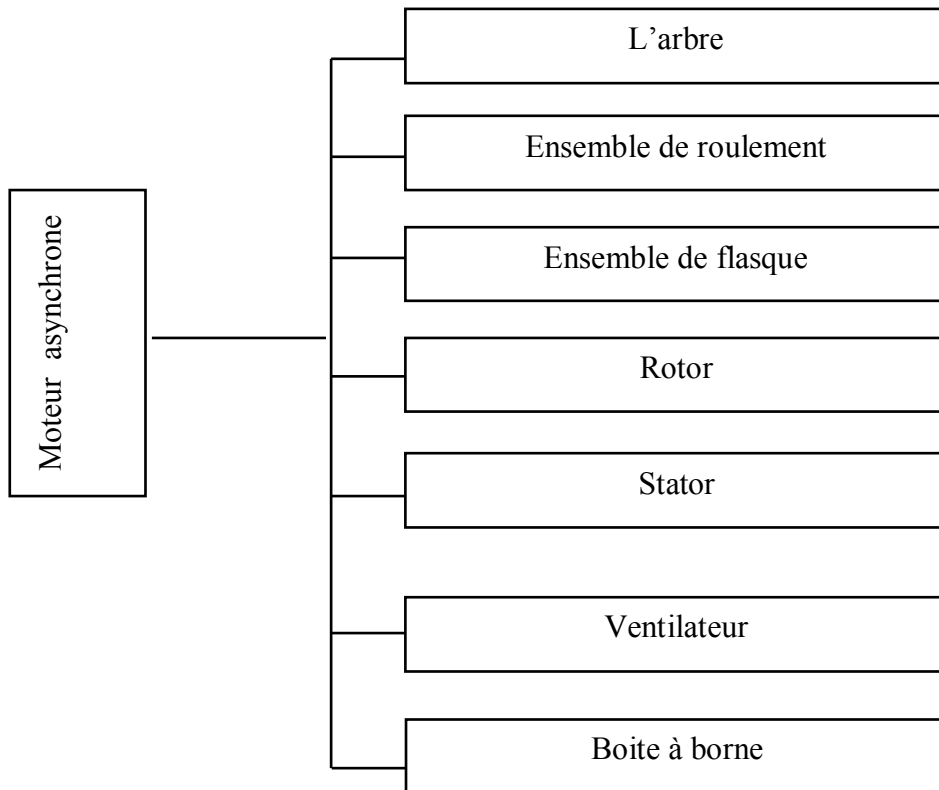 L’arbre
Ensemble de roulement
Ensemble de flasque
Moteur asynchrone
Rotor
Stator
Ventilateur
Boite à borne